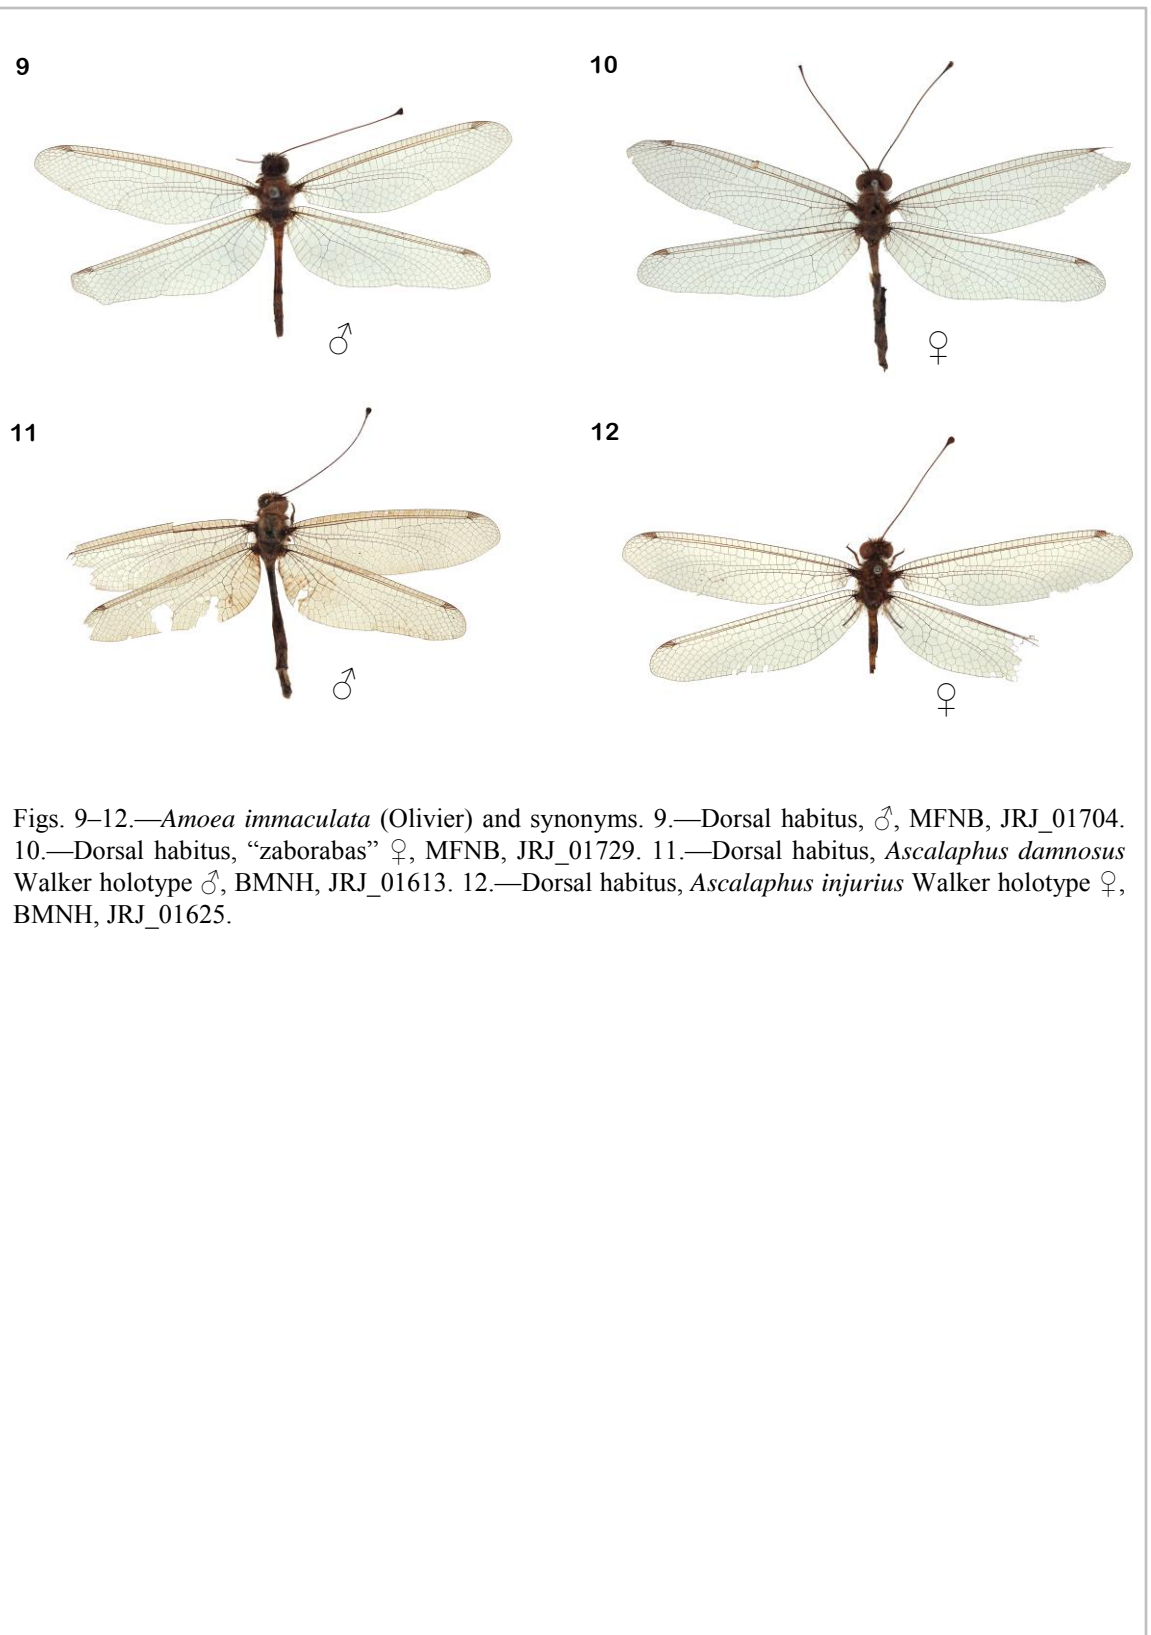 9
10
♂
♀
11
12
♂
♀
Figs. 9–12.—Amoea immaculata (Olivier) and synonyms. 9.—Dorsal habitus, ♂, MFNB, JRJ_01704.
10.—Dorsal habitus, “zaborabas” ♀, MFNB, JRJ_01729. 11.—Dorsal habitus, Ascalaphus damnosus
Walker holotype ♂, BMNH, JRJ_01613. 12.—Dorsal habitus, Ascalaphus injurius Walker holotype ♀,
BMNH, JRJ_01625.